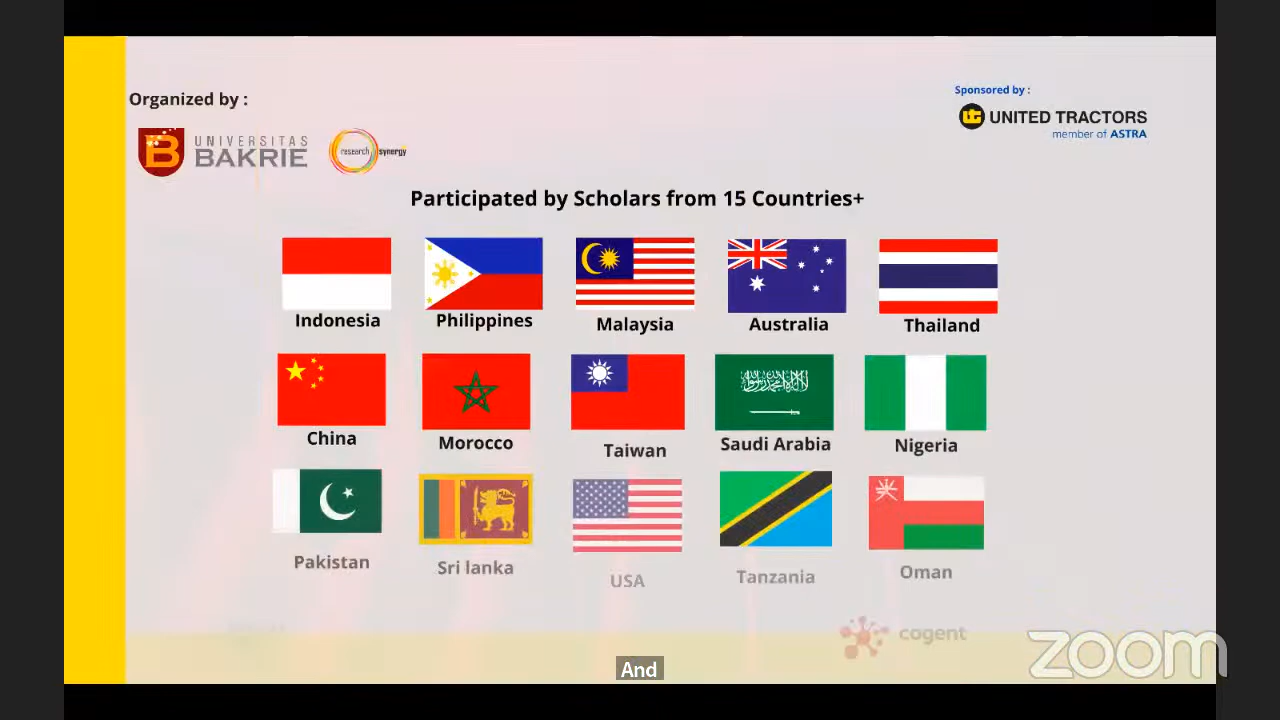 Organized by :
Sponsored by :
UNITED TRACTORS
member of ASTRA
UNIVERSITAS
BAKRIE
research synergy
Participated by Scholars from 15 Countries+
Indonesia
Philippines
Malaysia
Australia
Thailand
China
Morocco
Taiwan
Saudi Arabia
Nigeria
Pakistan
Sri lanka
USA
Tanzania
Oman
cogent
zoom
And